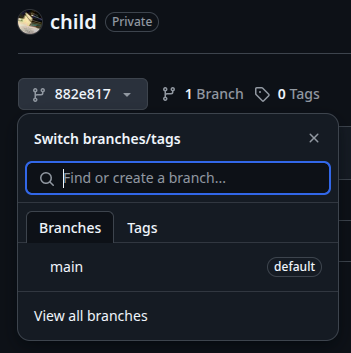 child Private
882e817 1 Branch 0 Tags
Switch branches/tags
Find or create a branch...
Branches Tags
main default
View all branches